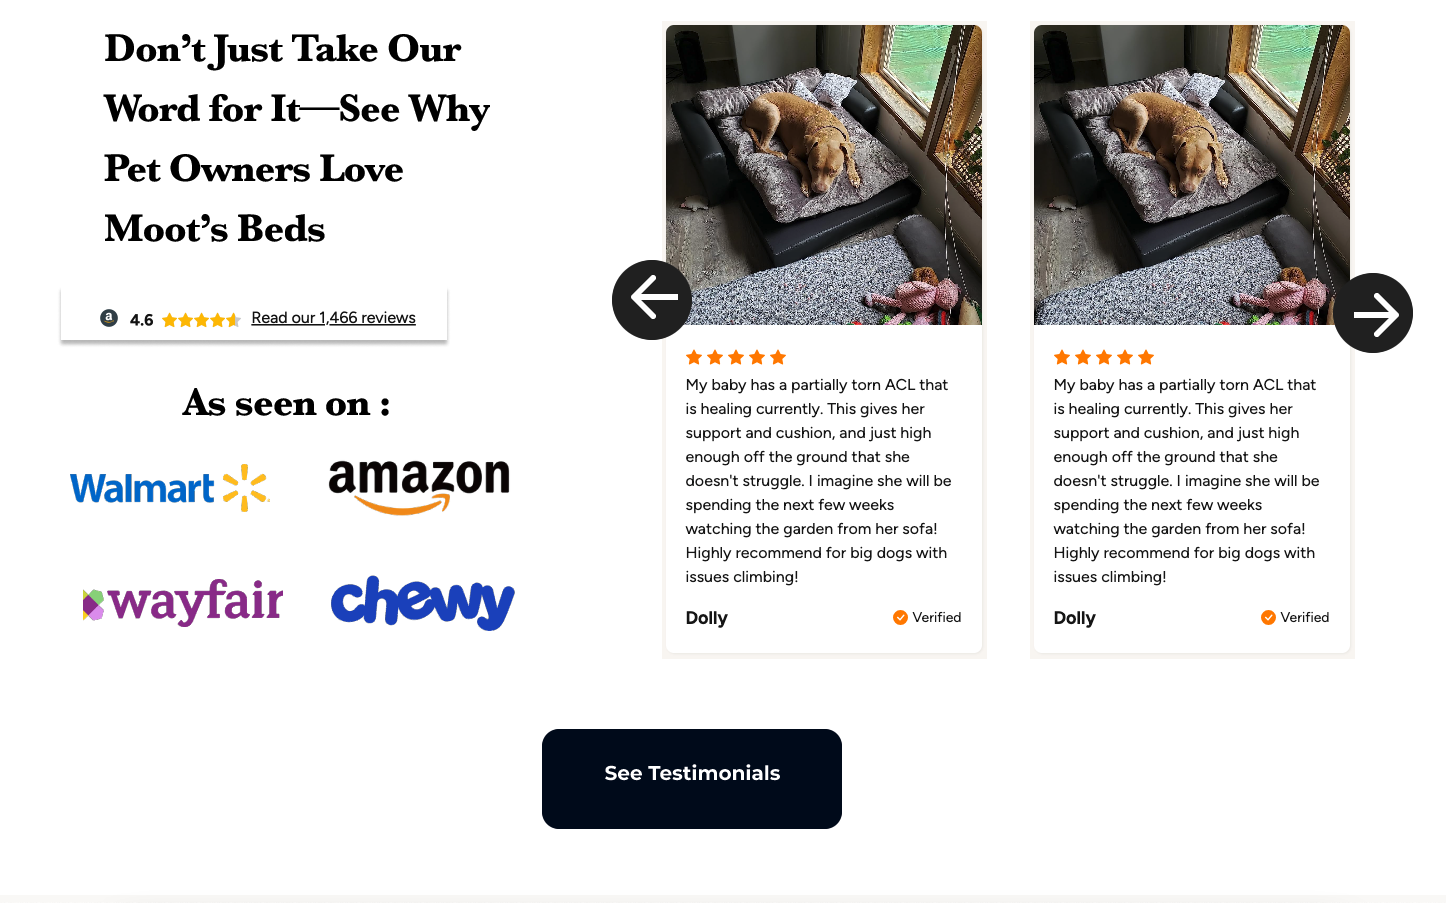 Don't Just Take Our
Word for It—See Why
Pet Owners Love
Moot's Beds
a 4.6 Read our 1,466 reviews
As seen on :
Walmart
amazon
wayfair
chewy
My baby has a partially torn ACL that
is healing currently. This gives her
support and cushion, and just high
enough off the ground that she
doesn't struggle. I imagine she will be
spending the next few weeks
watching the garden from her sofa!
Highly recommend for big dogs with
issues climbing!
Dolly
Verified
My baby has a partially torn ACL that
is healing currently. This gives her
support and cushion, and just high
enough off the ground that she
doesn't struggle. I imagine she will be
spending the next few weeks
watching the garden from her sofa!
Highly recommend for big dogs with
issues climbing!
Dolly
Verified
See Testimonials